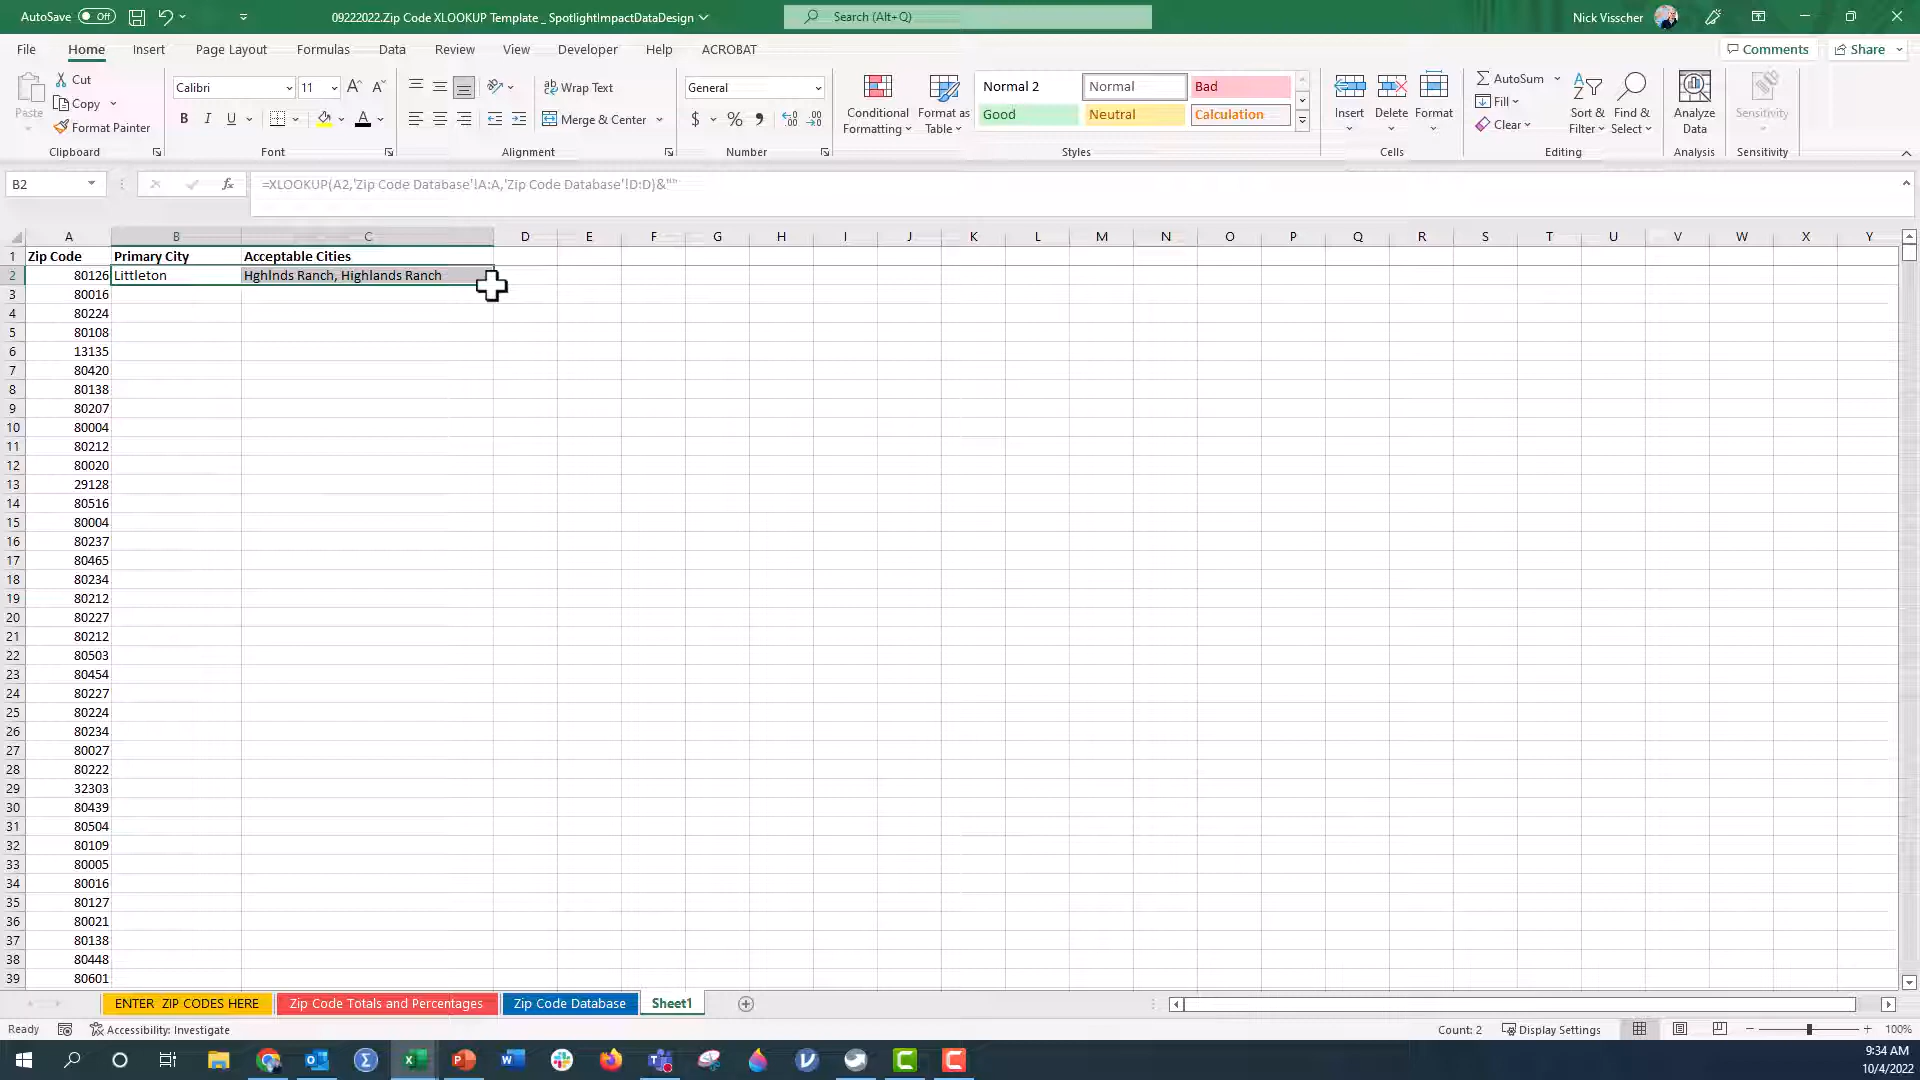 AutoSave Off 09222022.Zip Code XLOOKUP Template _ SpotlightImpactDataDesign Search (Alt+Q) Nick Visscher
File Home Insert Page Layout Formulas Data Review View Developer Help ACROBAT Comments Share
Paste Cut Copy Format Painter Clipboard
Calibri 11 A A B I U A Font
ab Wrap Text Merge & Center Alignment
General $ % 9 Number
Conditional Formatting Format as Table
Normal 2 Normal Bad
Good Neutral Calculation
Styles
Insert Delete Format Cells
AutoSum Fill Clear Sort & Filter Find & Select Editing
Analyze Data Analysis
Sensitivity Sensitivity
B2 fx =XLOOKUP(A2,'Zip Code Database'!A:A,'Zip Code Database'!D:D)&""
A B C D E F G H I J K L M N O P Q R S T U V W X Y
1 Zip Code Primary City Acceptable Cities
2 80126 Littleton Hghlnds Ranch, Highlands Ranch
3 80016
4 80224
5 80108
6 13135
7 80420
8 80138
9 80207
10 80004
11 80212
12 80020
13 29128
14 80516
15 80004
16 80237
17 80465
18 80234
19 80212
20 80227
21 80212
22 80503
23 80454
24 80227
25 80224
26 80234
27 80027
28 80222
29 32303
30 80439
31 80504
32 80109
33 80005
34 80016
35 80127
36 80021
37 80138
38 80448
39 80601
ENTER ZIP CODES HERE Zip Code Totals and Percentages Zip Code Database Sheet1
Ready Accessibility: Investigate Count: 2 Display Settings 100%
9:34 AM
10/4/2022